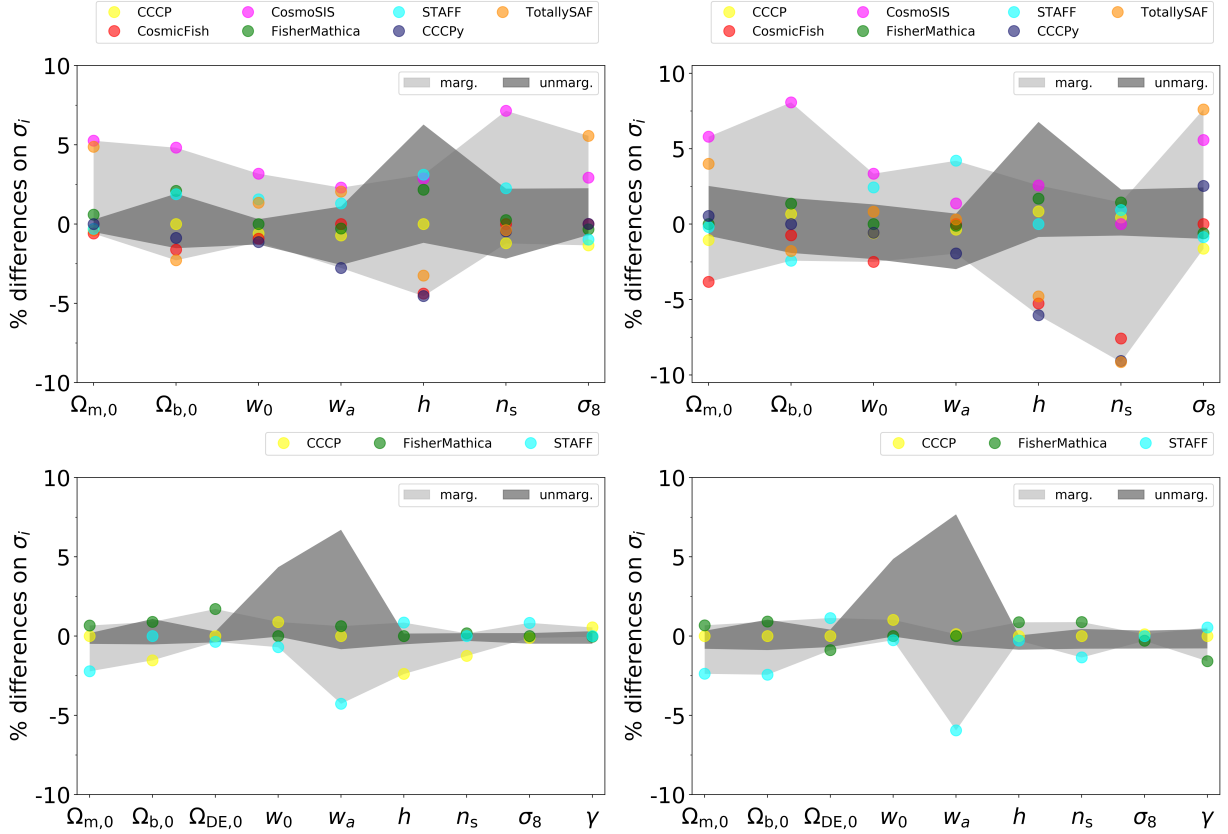 CCCP CosmoSIS STAFF TotallySAF
CosmicFish FisherMathica CCCPy
marg. unmarg.
% differences on σᵢ
10
5
0
-5
-10
Ωm,0 Ωb,0 w₀ wₐ h nₛ σ₈
CCCP CosmoSIS STAFF TotallySAF
CosmicFish FisherMathica CCCPy
marg. unmarg.
% differences on σᵢ
10
5
0
-5
-10
Ωm,0 Ωb,0 w₀ wₐ h nₛ σ₈
CCCP FisherMathica STAFF
marg. unmarg.
% differences on σᵢ
10
5
0
-5
-10
Ωm,0 Ωb,0 ΩDE,0 w₀ wₐ h nₛ σ₈ γ
CCCP FisherMathica STAFF
marg. unmarg.
% differences on σᵢ
10
5
0
-5
-10
Ωm,0 Ωb,0 ΩDE,0 w₀ wₐ h nₛ σ₈ γ